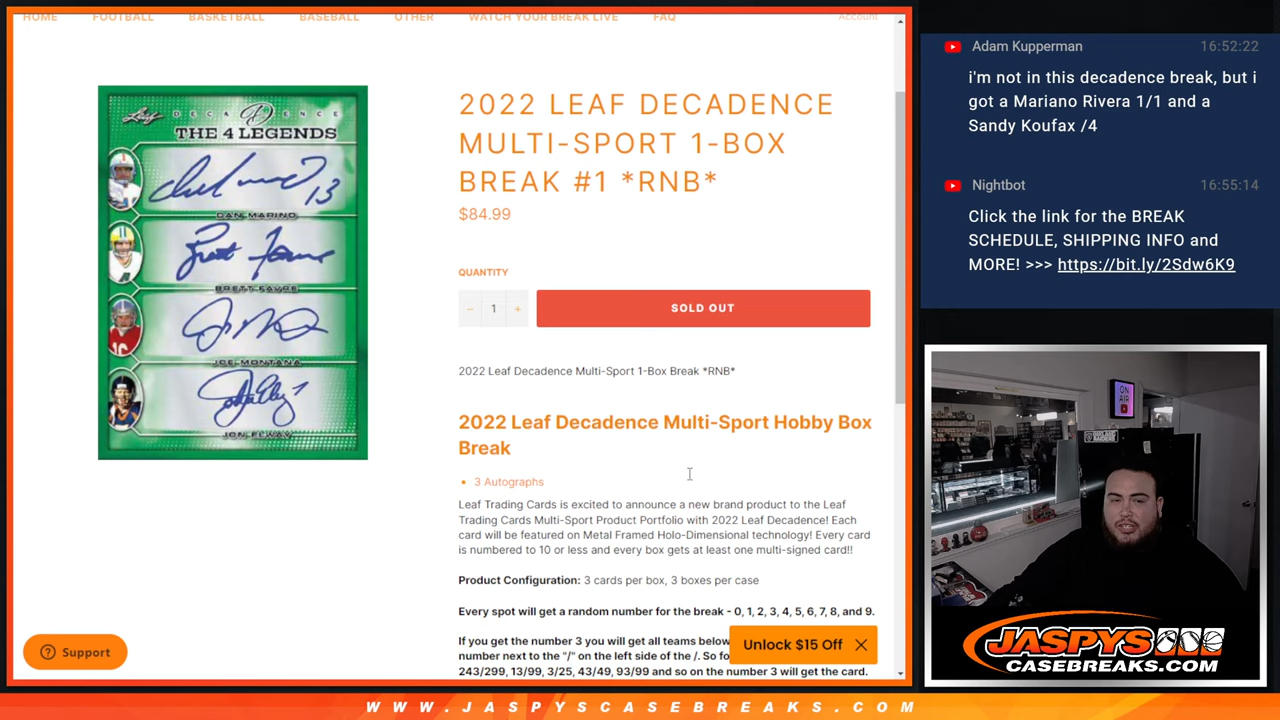 HOME FOOTBALL BASKETBALL BASEBALL OTHER WATCH YOUR BREAK LIVE FAQ Account
Leaf DECADENCE
THE 4 LEGENDS
13
DAN MARINO
BRETT FAVRE
JOE MONTANA
JON ELWAY
2022 LEAF DECADENCE
MULTI-SPORT 1-BOX
BREAK #1 *RNB*
$84.99
QUANTITY
− 1 +
SOLD OUT
2022 Leaf Decadence Multi-Sport 1-Box Break *RNB*
2022 Leaf Decadence Multi-Sport Hobby Box
Break
• 3 Autographs
Leaf Trading Cards is excited to announce a new brand product to the Leaf
Trading Cards Multi-Sport Product Portfolio with 2022 Leaf Decadence! Each
card will be featured on Metal Framed Holo-Dimensional technology! Every card
is numbered to 10 or less and every box gets at least one multi-signed card!!
Product Configuration: 3 cards per box, 3 boxes per case
Every spot will get a random number for the break - 0, 1, 2, 3, 4, 5, 6, 7, 8, and 9.
If you get the number 3 you will get all teams below
number next to the "/" on the left side of the /. So fo
243/299, 13/99, 3/25, 43/49, 93/99 and so on the number 3 will get the card.
Support
Unlock $15 Off
Adam Kupperman 16:52:22
i'm not in this decadence break, but i
got a Mariano Rivera 1/1 and a
Sandy Koufax /4
Nightbot 16:55:14
Click the link for the BREAK
SCHEDULE, SHIPPING INFO and
MORE! >>> https://bit.ly/2Sdw6K9
ON
AIR
JASPYS
CASEBREAKS.COM
WWW.JASPYSCASEBREAKS.COM